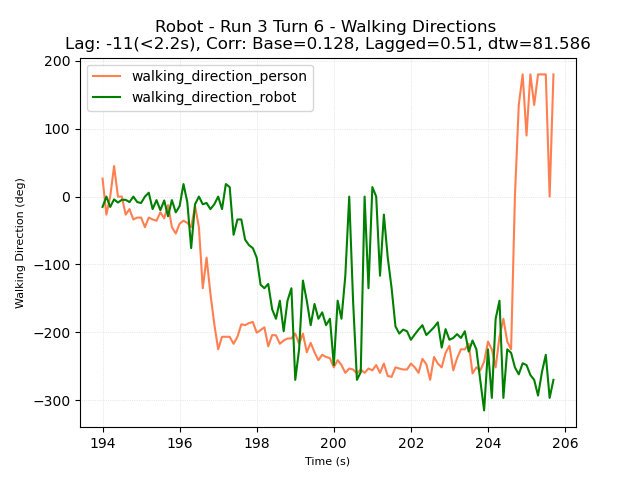 Robot - Run 3 Turn 6 - Walking Directions
Lag: -11(<2.2s), Corr: Base=0.128, Lagged=0.51, dtw=81.586
walking_direction_person
walking_direction_robot
200
100
0
−100
−200
−300
Walking Direction (deg)
194
196
198
200
202
204
206
Time (s)